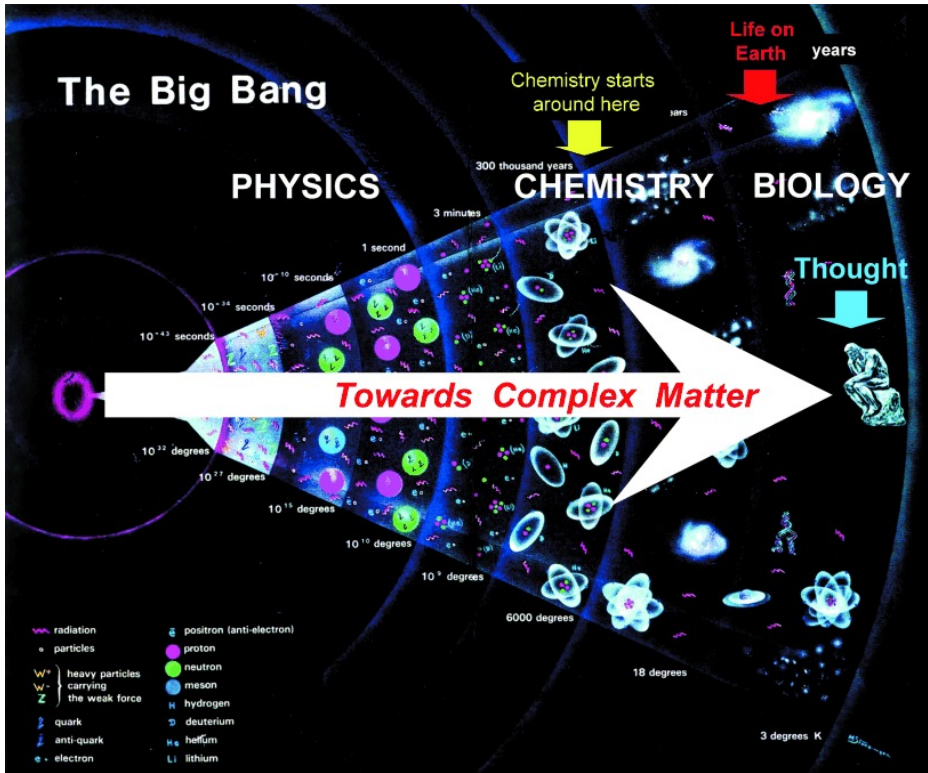 Life on
Earth
years
The Big Bang
Chemistry starts
around here
300 thousand years
PHYSICS
CHEMISTRY
BIOLOGY
3 minutes
1 second
10⁻¹⁰ seconds
10⁻³⁴ seconds
10⁻⁴³ seconds
Thought
Towards Complex Matter
10³² degrees
10²⁷ degrees
10¹⁵ degrees
10¹⁰ degrees
10⁹ degrees
6000 degrees
18 degrees
3 degrees K
radiation
particles
W⁺
W⁻
Z
heavy particles
carrying
the weak force
quark
anti-quark
e⁻ electron
ē positron (anti-electron)
proton
neutron
meson
H hydrogen
D deuterium
He helium
Li lithium